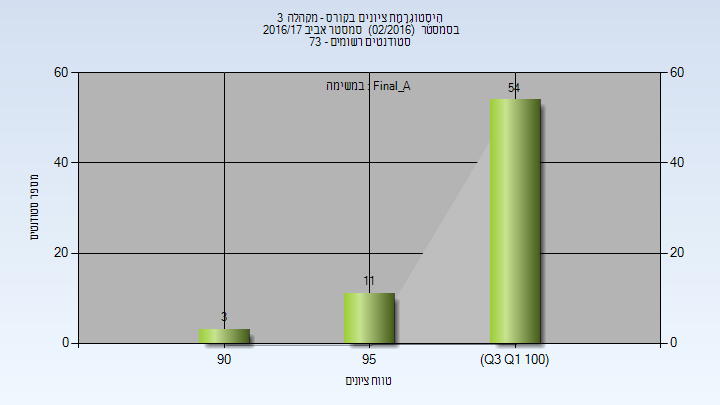 היסטוגרמת ציונים בקורס - מקהלה 3
בסמסטר (02/2016) סמסטר אביב 2016/17
סטודנטים רשומים - 73
במשימה : Final_A
60
40
20
0
60
40
20
0
מספר סטודנטים
3
11
54
90
95
(Q3 Q1 100)
טווח ציונים